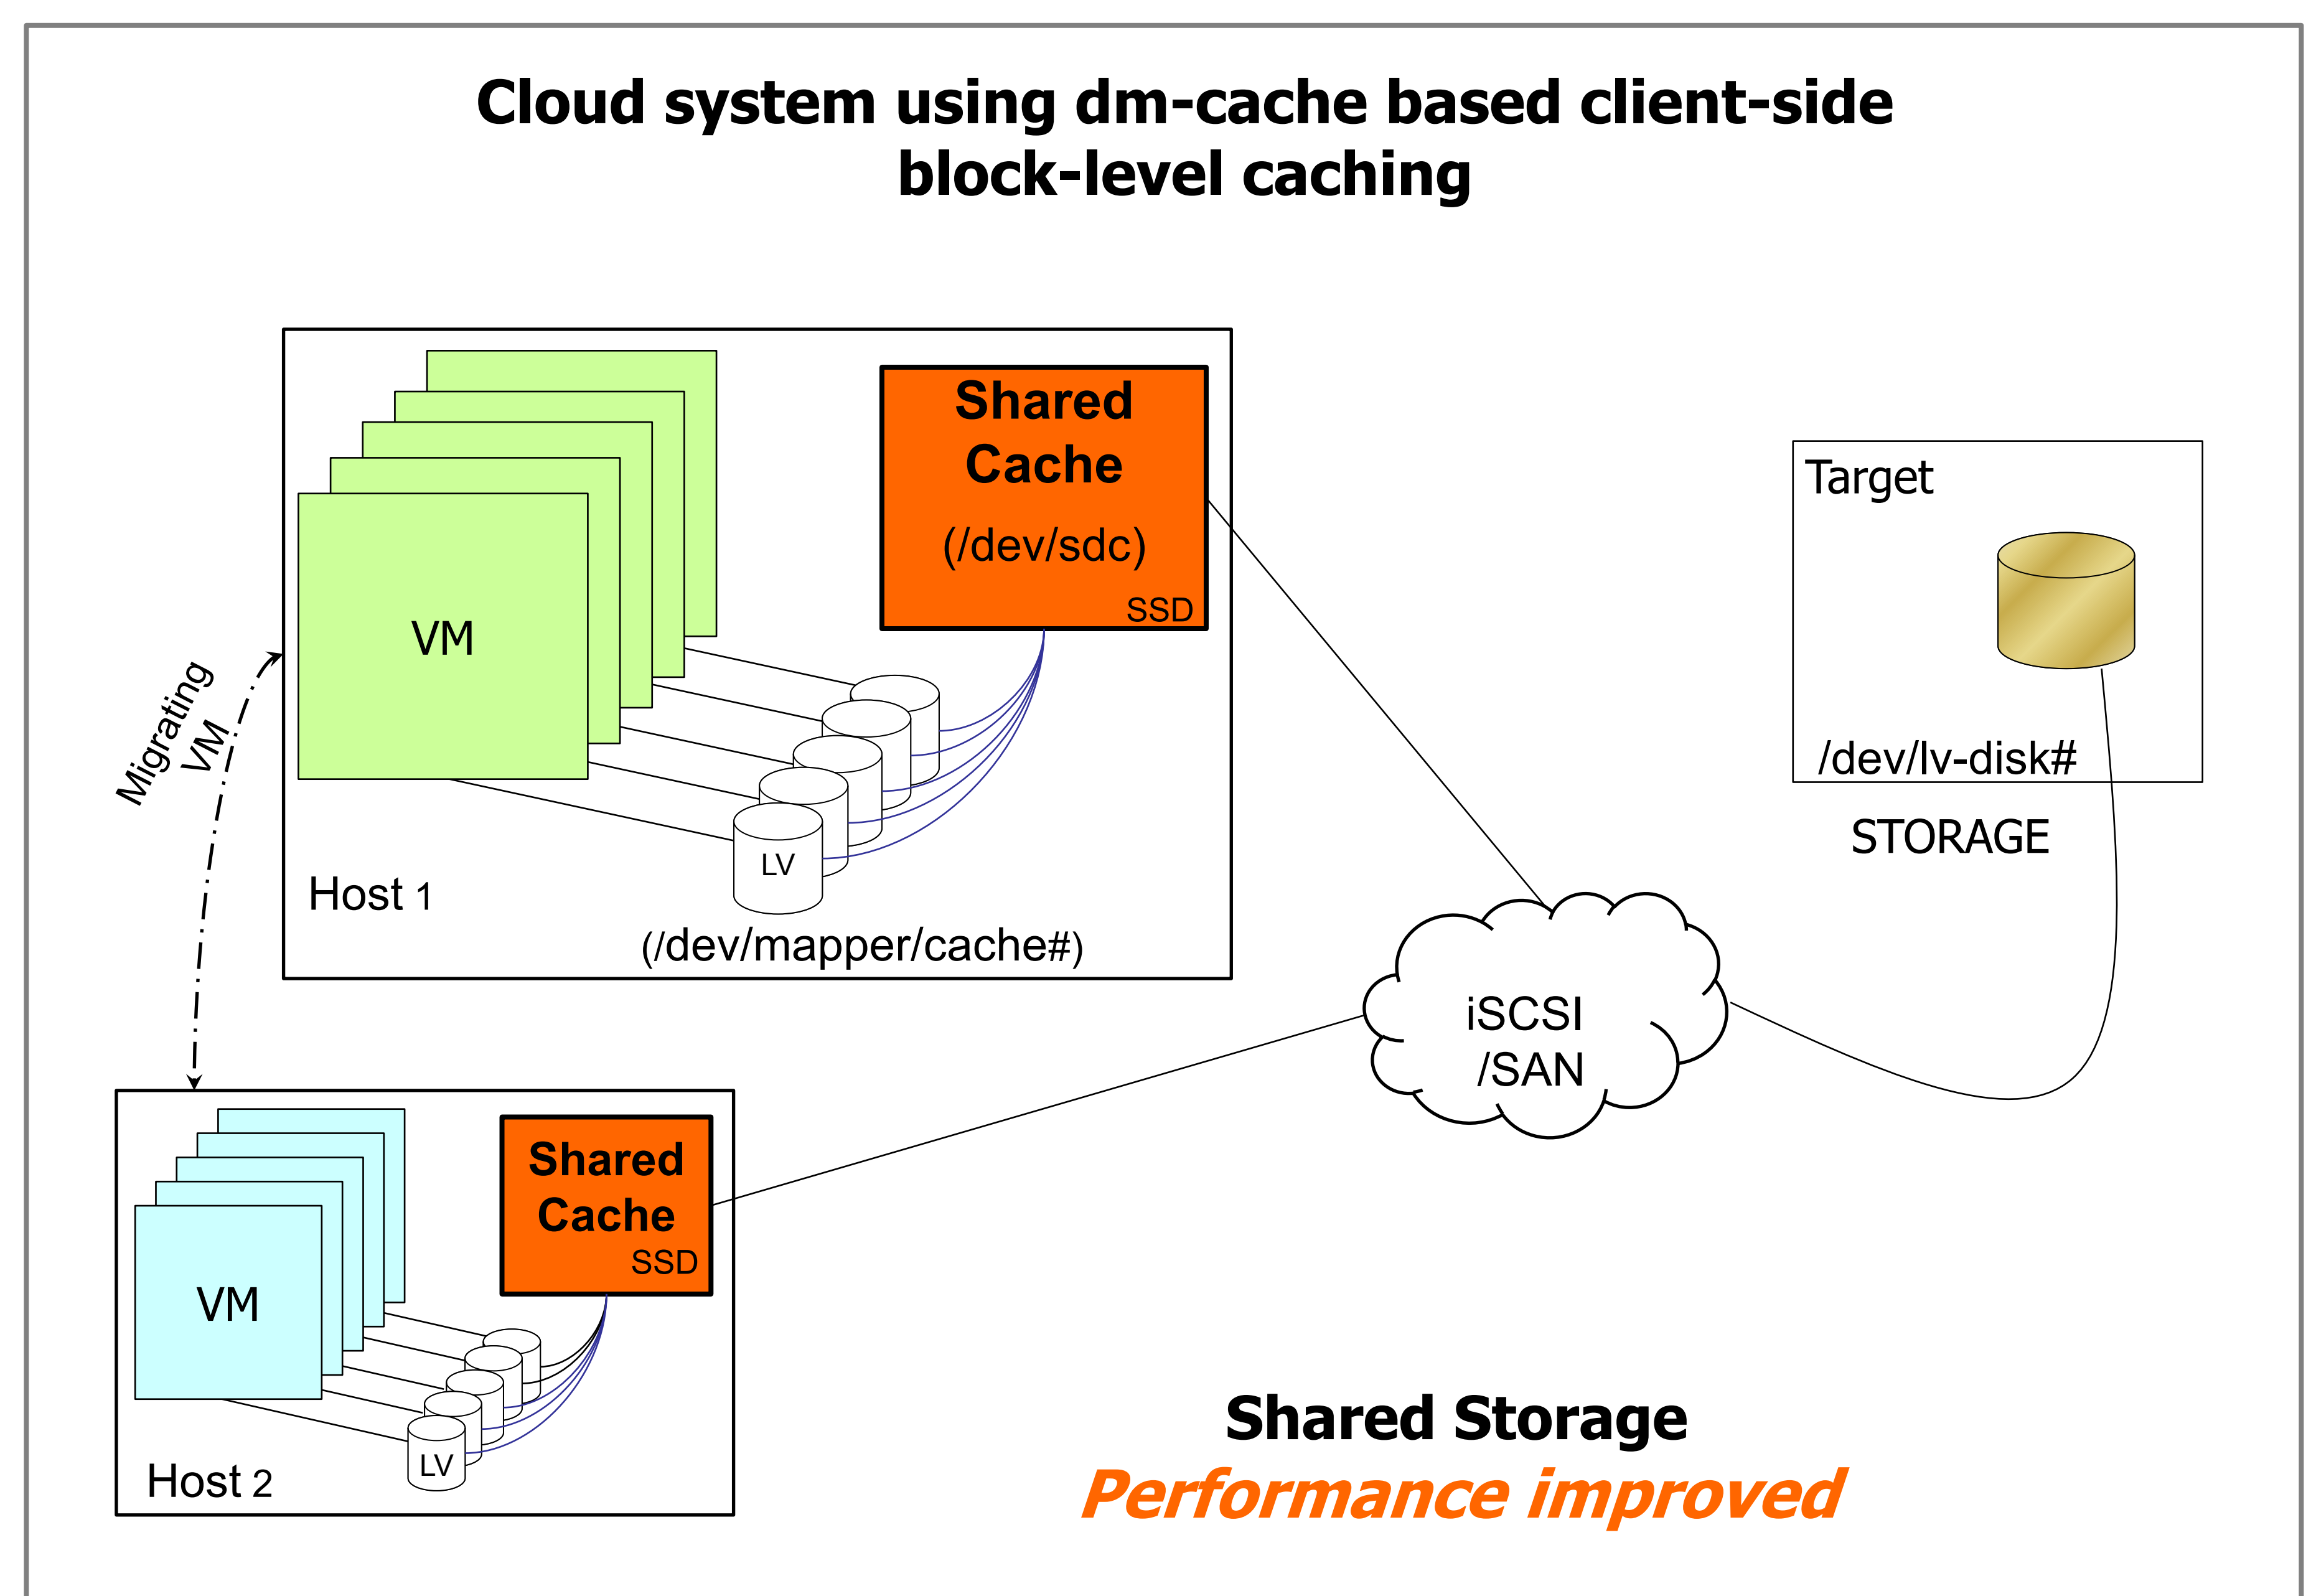 Cloud system using dm-cache based client-side
block-level caching
Shared
Cache
(/dev/sdc)
SSD
VM
LV
Host 1
(/dev/mapper/cache#)
Migrating
VM
Target
/dev/lv-disk#
STORAGE
iSCSI
/SAN
Shared
Cache
SSD
VM
LV
Host 2
Shared Storage
Performance improved